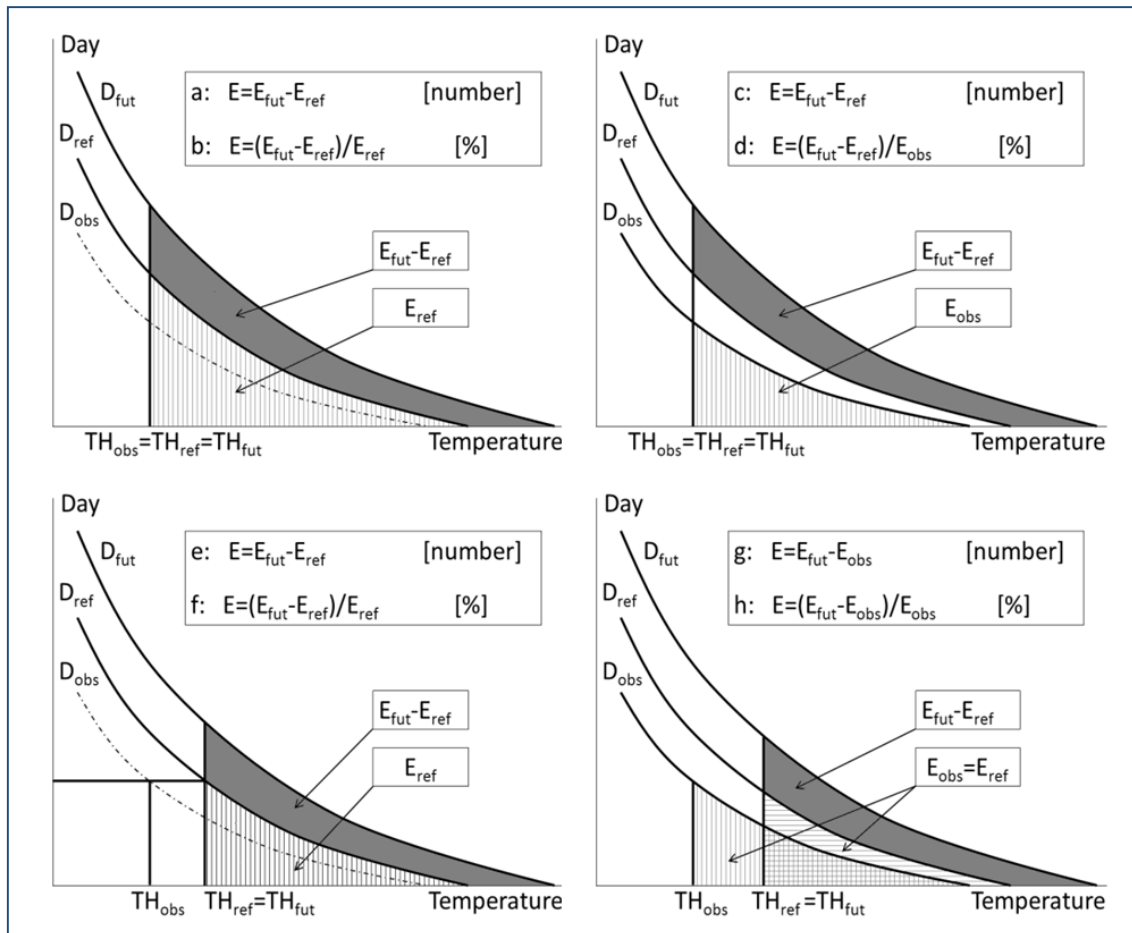 Day
D_fut
a: E=E_fut-E_ref [number]
D_ref
b: E=(E_fut-E_ref)/E_ref [%]
D_obs
E_fut-E_ref
E_ref
TH_obs=TH_ref=TH_fut
Temperature
Day
D_fut
c: E=E_fut-E_ref [number]
D_ref
d: E=(E_fut-E_ref)/E_obs [%]
D_obs
E_fut-E_ref
E_obs
TH_obs=TH_ref=TH_fut
Temperature
Day
D_fut
e: E=E_fut-E_ref [number]
D_ref
f: E=(E_fut-E_ref)/E_ref [%]
D_obs
E_fut-E_ref
E_ref
TH_obs
TH_ref=TH_fut
Temperature
Day
D_fut
g: E=E_fut-E_obs [number]
D_ref
h: E=(E_fut-E_obs)/E_obs [%]
D_obs
E_fut-E_ref
E_obs=E_ref
TH_obs
TH_ref=TH_fut
Temperature